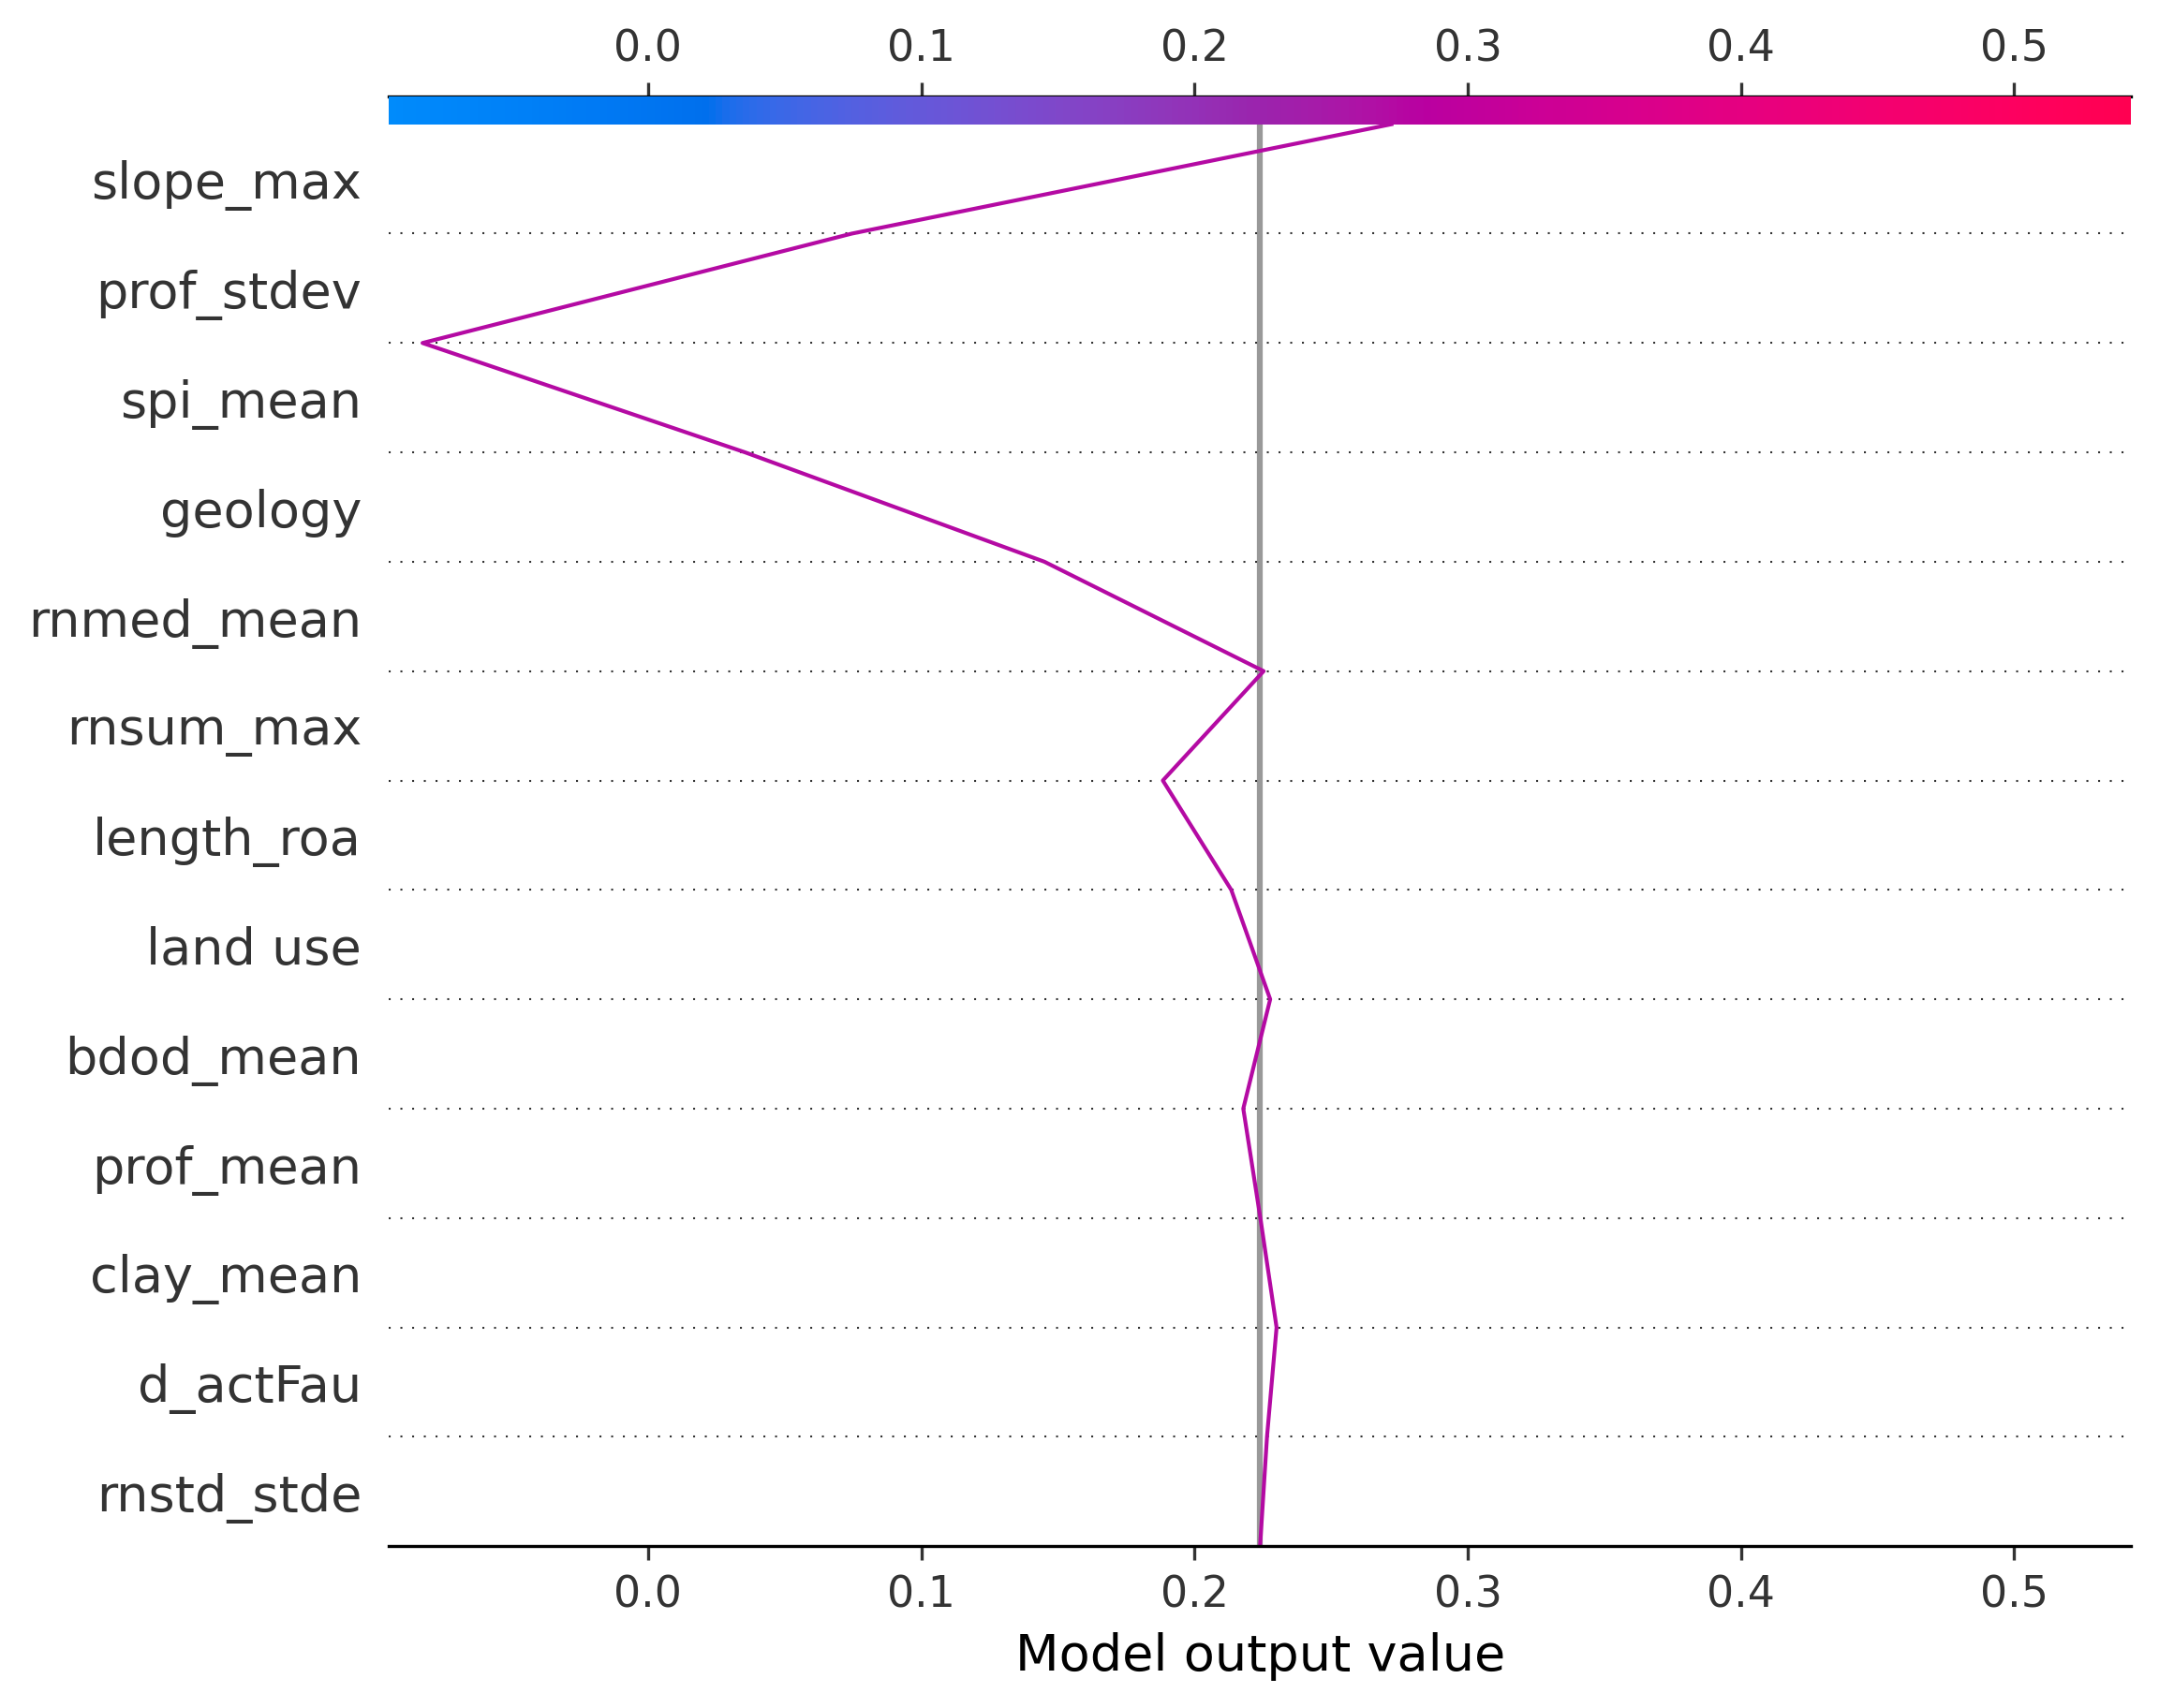 0.0 0.1 0.2 0.3 0.4 0.5
slope_max
prof_stdev
spi_mean
geology
rnmed_mean
rnsum_max
length_roa
land use
bdod_mean
prof_mean
clay_mean
d_actFau
rnstd_stde
0.0 0.1 0.2 0.3 0.4 0.5
Model output value